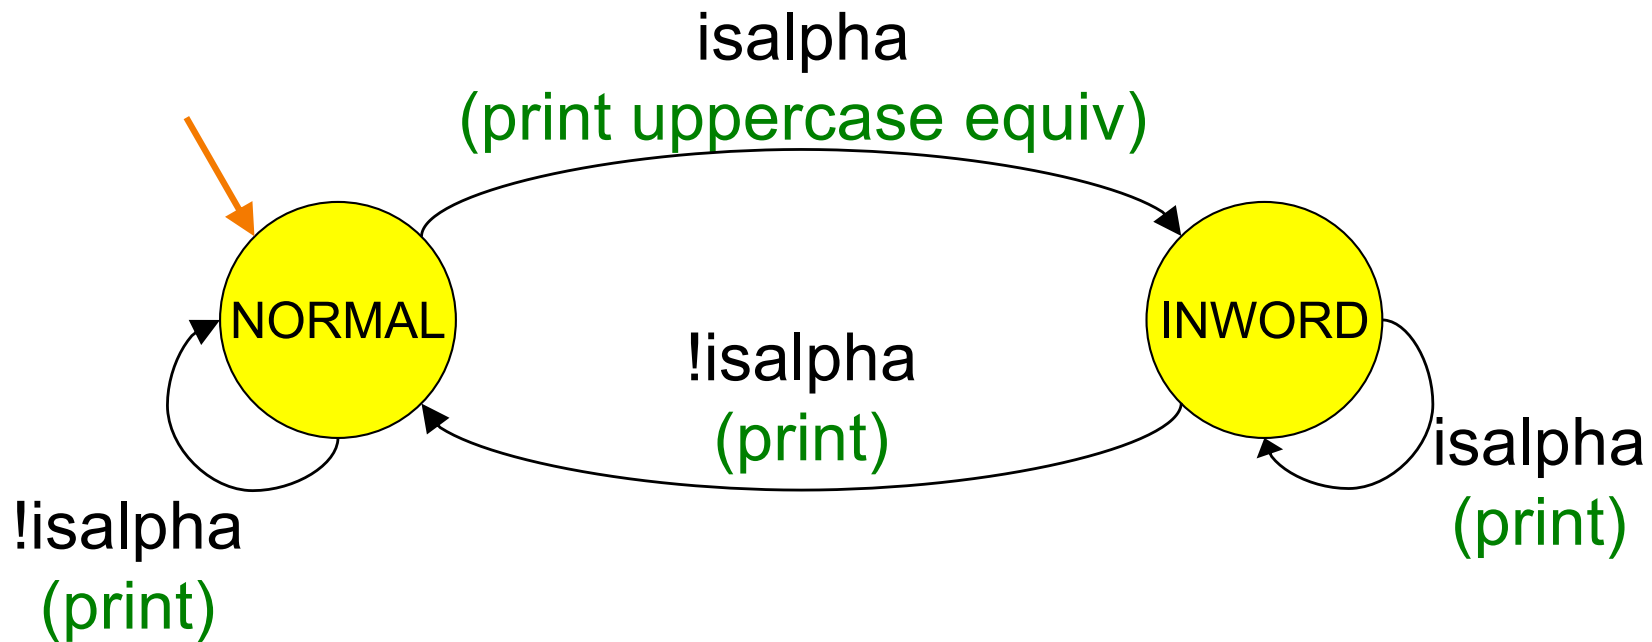 isalpha
(print uppercase equiv)
NORMAL
INWORD
!isalpha
(print)
isalpha
(print)
!isalpha
(print)